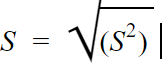 S = √(S²)